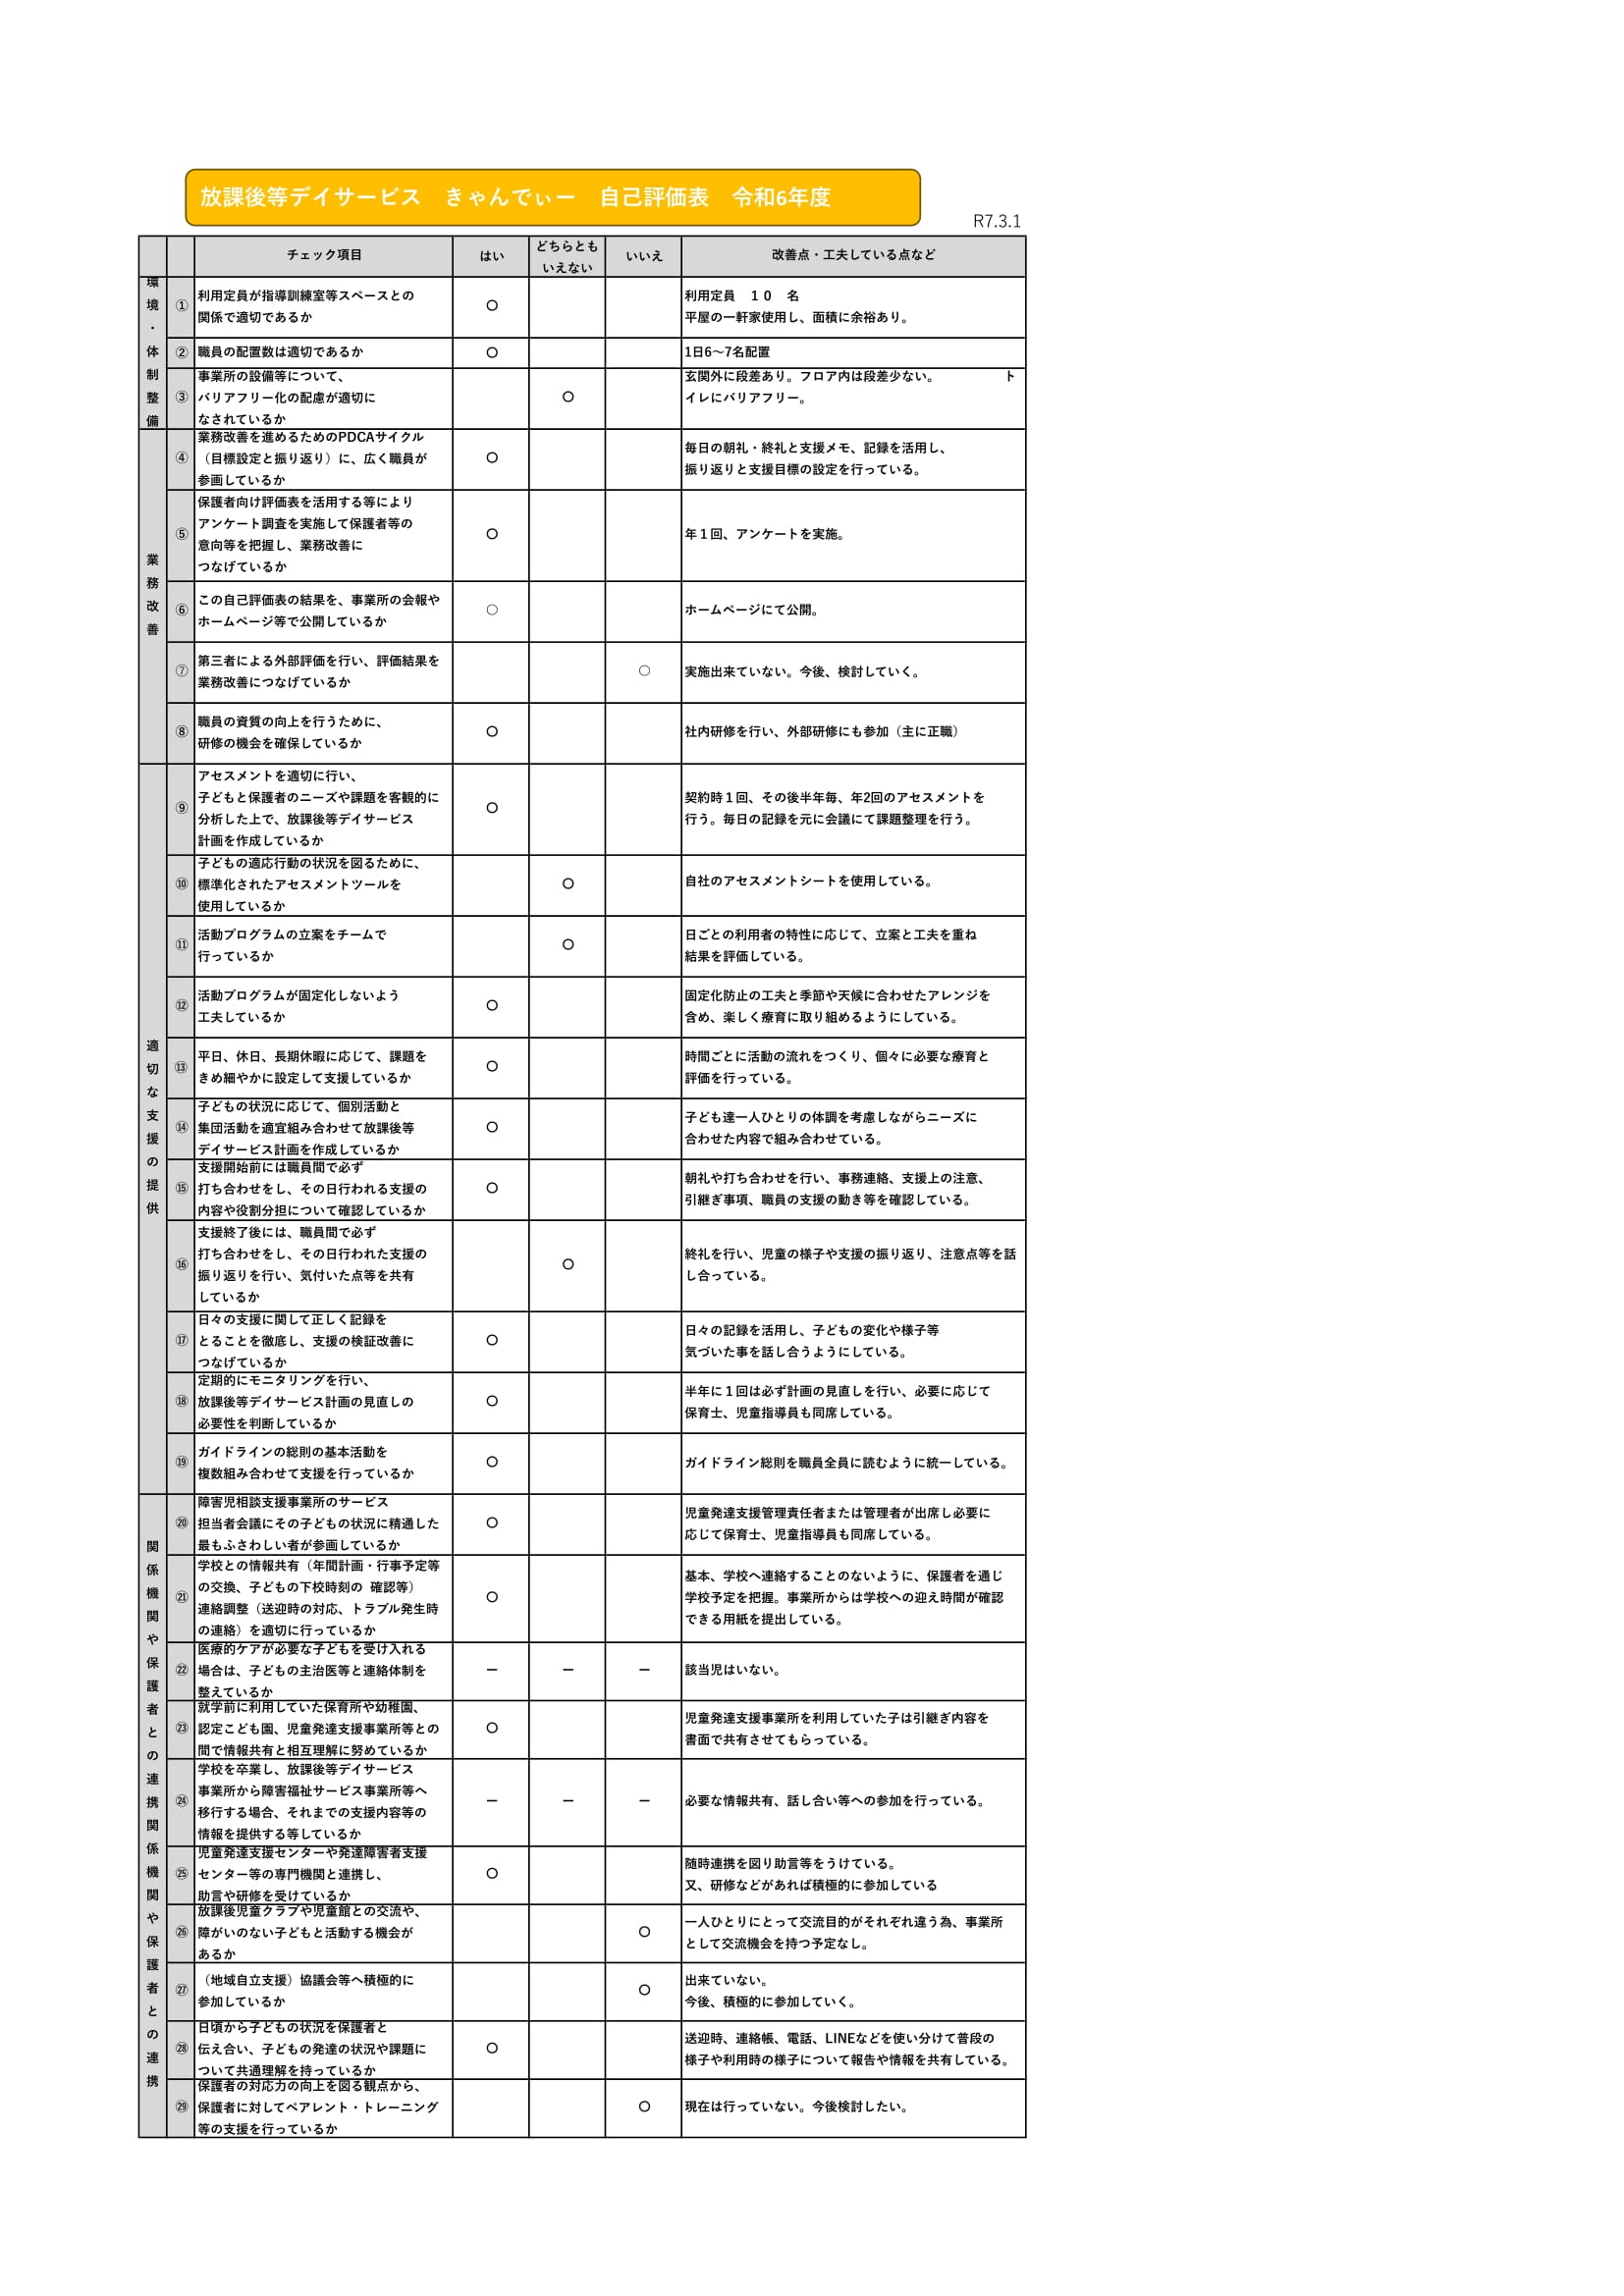 放課後等デイサービス　きゃんでぃー　自己評価表　令和6年度
R7.3.1
チェック項目
はい
どちらとも
いえない
いいえ
改善点・工夫している点など
環境・体制整備
①
利用定員が指導訓練室等スペースとの
関係で適切であるか
○
利用定員　１０　名
平屋の一軒家使用し、面積に余裕あり。
②
職員の配置数は適切であるか
○
1日6～7名配置
③
事業所の設備等について、
バリアフリー化の配慮が適切に
なされているか
○
玄関外に段差あり。フロア内は段差少ない。　ト
イレにバリアフリー。
業務改善
④
業務改善を進めるためのPDCAサイクル
（目標設定と振り返り）に、広く職員が
参画しているか
○
毎日の朝礼・終礼と支援メモ、記録を活用し、
振り返りと支援目標の設定を行っている。
⑤
保護者向け評価表を活用する等により
アンケート調査を実施して保護者等の
意向等を把握し、業務改善に
つなげているか
○
年１回、アンケートを実施。
⑥
この自己評価表の結果を、事業所の会報や
ホームページ等で公開しているか
○
ホームページにて公開。
⑦
第三者による外部評価を行い、評価結果を
業務改善につなげているか
○
実施出来ていない。今後、検討していく。
⑧
職員の資質の向上を行うために、
研修の機会を確保しているか
○
社内研修を行い、外部研修にも参加（主に正職）
適切な支援の提供
⑨
アセスメントを適切に行い、
子どもと保護者のニーズや課題を客観的に
分析した上で、放課後等デイサービス
計画を作成しているか
○
契約時１回、その後半年毎、年2回のアセスメントを
行う。毎日の記録を元に会議にて課題整理を行う。
⑩
子どもの適応行動の状況を図るために、
標準化されたアセスメントツールを
使用しているか
○
自社のアセスメントシートを使用している。
⑪
活動プログラムの立案をチームで
行っているか
○
日ごとの利用者の特性に応じて、立案と工夫を重ね
結果を評価している。
⑫
活動プログラムが固定化しないよう
工夫しているか
○
固定化防止の工夫と季節や天候に合わせたアレンジを
含め、楽しく療育に取り組めるようにしている。
⑬
平日、休日、長期休暇に応じて、課題を
きめ細やかに設定して支援しているか
○
時間ごとに活動の流れをつくり、個々に必要な療育と
評価を行っている。
⑭
子どもの状況に応じて、個別活動と
集団活動を適宜組み合わせて放課後等
デイサービス計画を作成しているか
○
子ども達一人ひとりの体調を考慮しながらニーズに
合わせた内容で組み合わせている。
⑮
支援開始前には職員間で必ず
打ち合わせをし、その日行われる支援の
内容や役割分担について確認しているか
○
朝礼や打ち合わせを行い、事務連絡、支援上の注意、
引継ぎ事項、職員の支援の動き等を確認している。
⑯
支援終了後には、職員間で必ず
打ち合わせをし、その日行われた支援の
振り返りを行い、気付いた点等を共有
しているか
○
終礼を行い、児童の様子や支援の振り返り、注意点等を話
し合っている。
⑰
日々の支援に関して正しく記録を
とることを徹底し、支援の検証改善に
つなげているか
○
日々の記録を活用し、子どもの変化や様子等
気づいた事を話し合うようにしている。
⑱
定期的にモニタリングを行い、
放課後等デイサービス計画の見直しの
必要性を判断しているか
○
半年に１回は必ず計画の見直しを行い、必要に応じて
保育士、児童指導員も同席している。
⑲
ガイドラインの総則の基本活動を
複数組み合わせて支援を行っているか
○
ガイドライン総則を職員全員に読むように統一している。
関係機関や保護者との連携関係機関や保護者との連携
⑳
障害児相談支援事業所のサービス
担当者会議にその子どもの状況に精通した
最もふさわしい者が参画しているか
○
児童発達支援管理責任者または管理者が出席し必要に
応じて保育士、児童指導員も同席している。
㉑
学校との情報共有（年間計画・行事予定等
の交換、子どもの下校時刻の 確認等）
連絡調整（送迎時の対応、トラブル発生時
の連絡）を適切に行っているか
○
基本、学校へ連絡することのないように、保護者を通じ
学校予定を把握。事業所からは学校への迎え時間が確認
できる用紙を提出している。
㉒
医療的ケアが必要な子どもを受け入れる
場合は、子どもの主治医等と連絡体制を
整えているか
ー
ー
ー
該当児はいない。
㉓
就学前に利用していた保育所や幼稚園、
認定こども園、児童発達支援事業所等との
間で情報共有と相互理解に努めているか
○
児童発達支援事業所を利用していた子は引継ぎ内容を
書面で共有させてもらっている。
㉔
学校を卒業し、放課後等デイサービス
事業所から障害福祉サービス事業所等へ
移行する場合、それまでの支援内容等の
情報を提供する等しているか
ー
ー
ー
必要な情報共有、話し合い等への参加を行っている。
㉕
児童発達支援センターや発達障害者支援
センター等の専門機関と連携し、
助言や研修を受けているか
○
随時連携を図り助言等をうけている。
又、研修などがあれば積極的に参加している
㉖
放課後児童クラブや児童館との交流や、
障がいのない子どもと活動する機会が
あるか
○
一人ひとりにとって交流目的がそれぞれ違う為、事業所
として交流機会を持つ予定なし。
㉗
（地域自立支援）協議会等へ積極的に
参加しているか
○
出来ていない。
今後、積極的に参加していく。
㉘
日頃から子どもの状況を保護者と
伝え合い、子どもの発達の状況や課題に
ついて共通理解を持っているか
○
送迎時、連絡帳、電話、LINEなどを使い分けて普段の
様子や利用時の様子について報告や情報を共有している。
㉙
保護者の対応力の向上を図る観点から、
保護者に対してペアレント・トレーニング
等の支援を行っているか
○
現在は行っていない。今後検討したい。